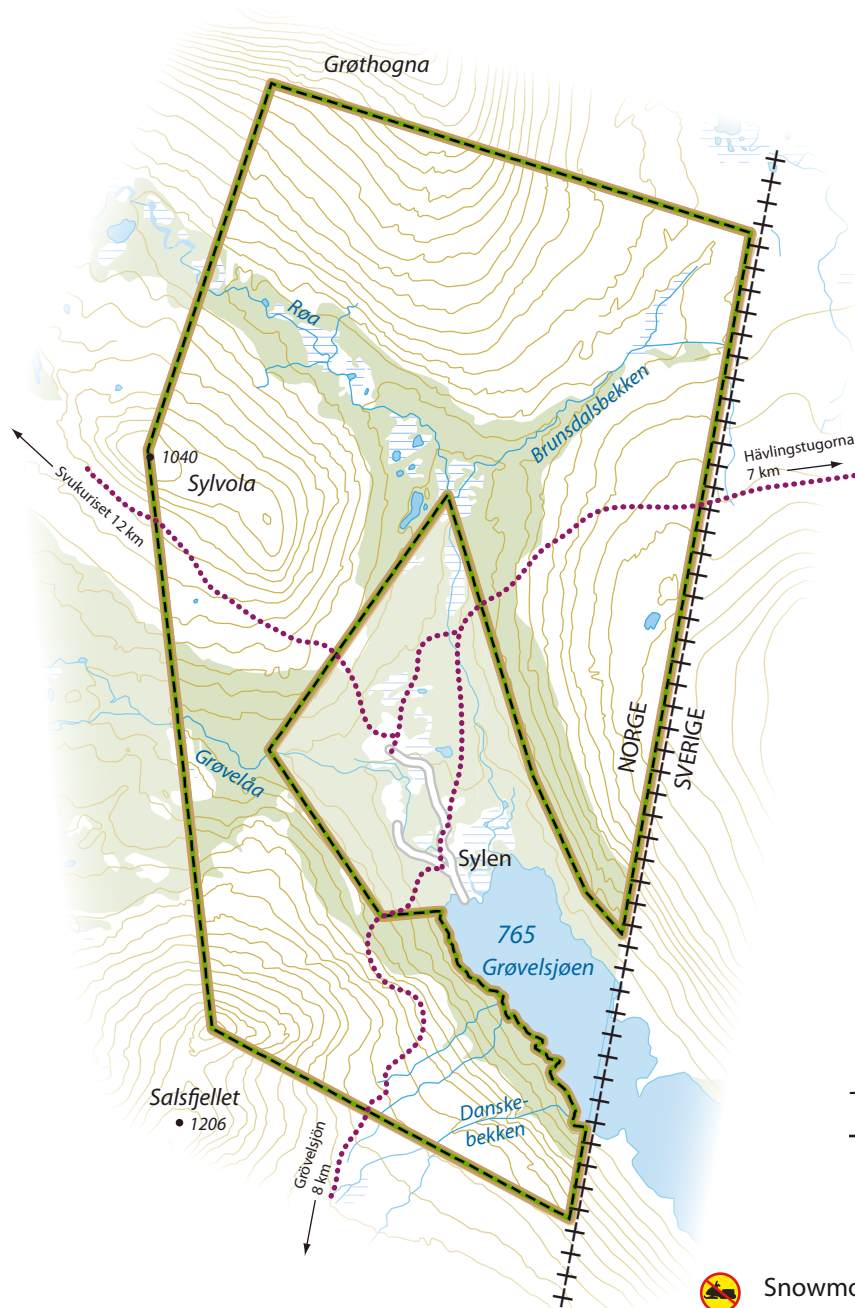 Grøthogna
Røa
Brunsdalsbekken
Hävlingstugorna
7 km
1040
Sylvola
Svukuriset 12 km
NORGE
SVERIGE
Grøvelåa
Sylen
765
Grøvelsjøen
Salsfjellet
1206
Danske-
bekken
Grövelsjön
8 km
Snowmo